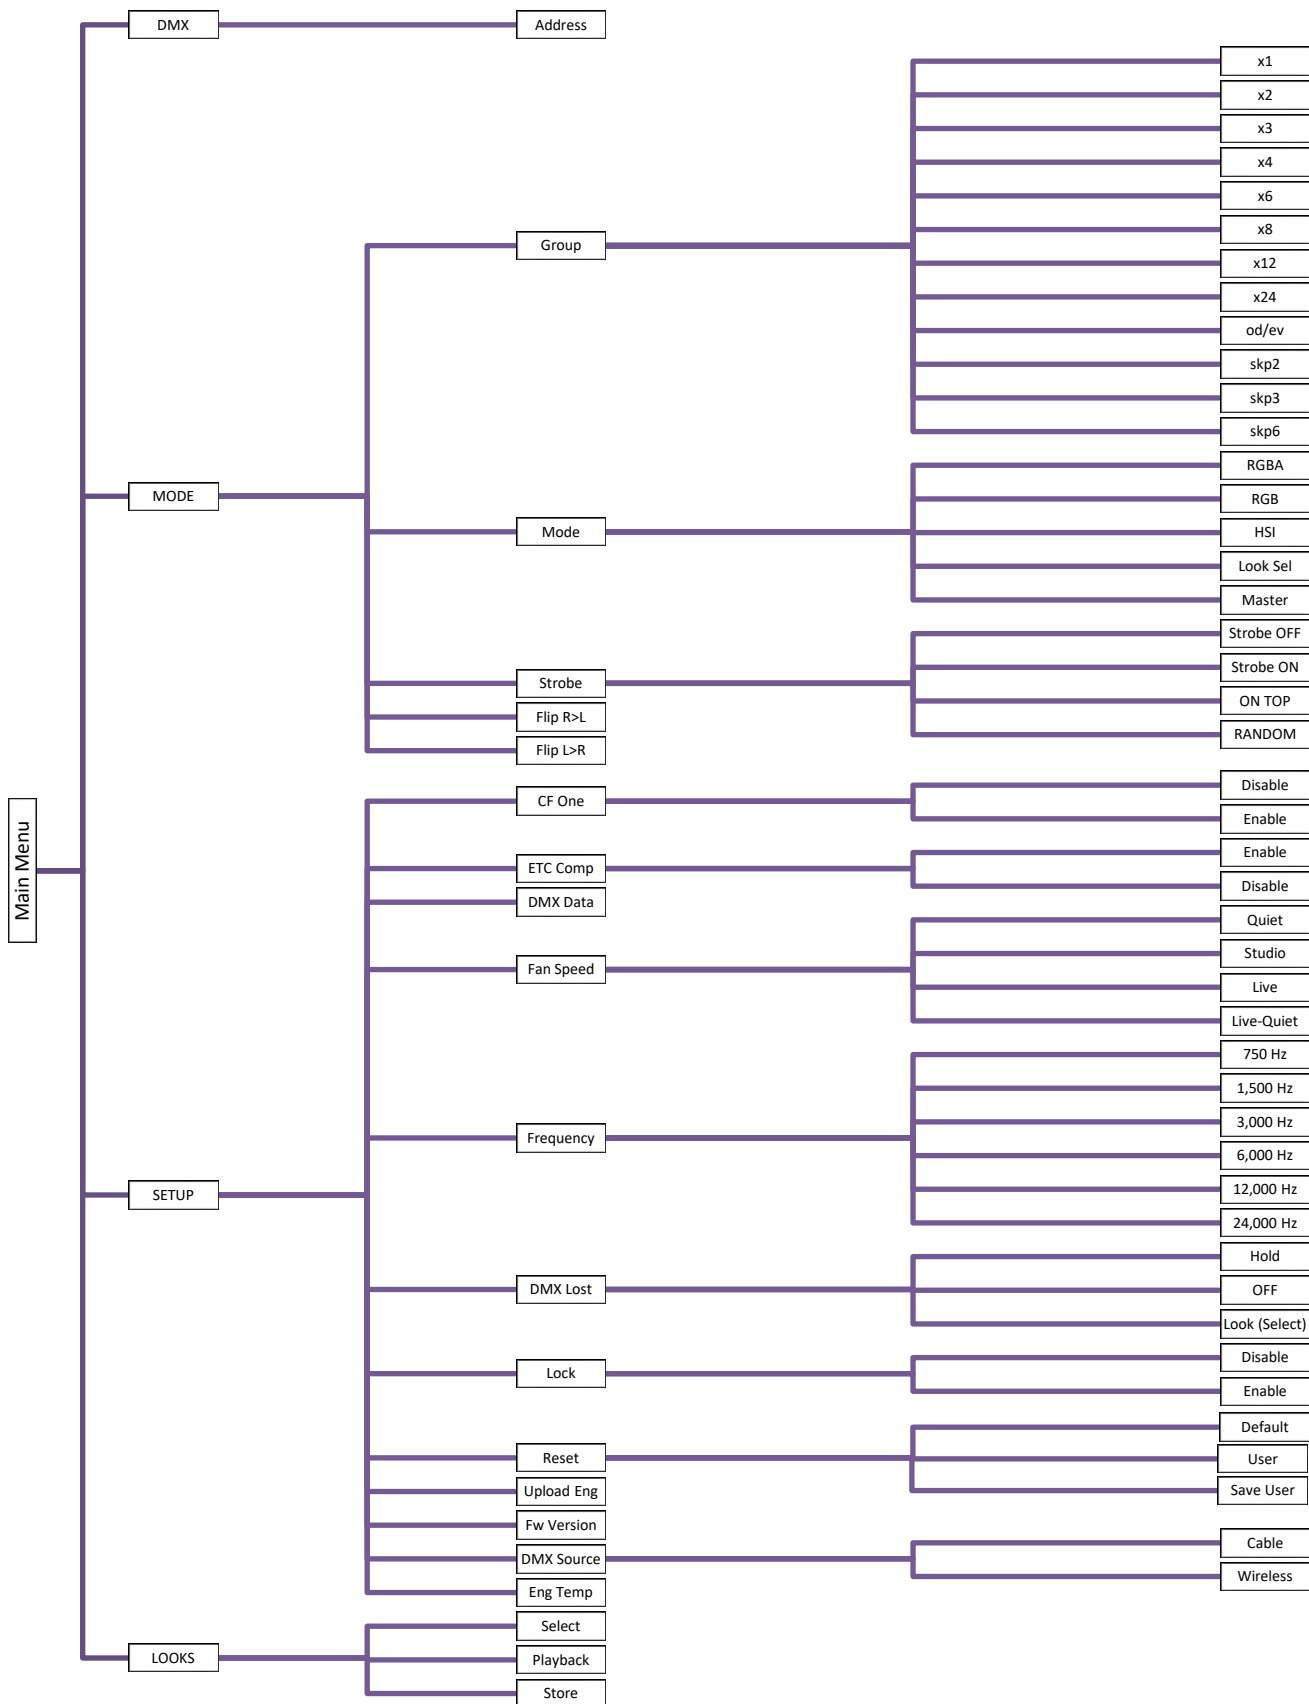 Main Menu
DMX
Address
MODE
Group
x1
x2
x3
x4
x6
x8
x12
x24
od/ev
skp2
skp3
skp6
Mode
RGBA
RGB
HSI
Look Sel
Master
Strobe
Strobe OFF
Strobe ON
ON TOP
RANDOM
Flip R>L
Flip L>R
SETUP
CF One
Disable
Enable
ETC Comp
Enable
Disable
DMX Data
Fan Speed
Quiet
Studio
Live
Live-Quiet
Frequency
750 Hz
1,500 Hz
3,000 Hz
6,000 Hz
12,000 Hz
24,000 Hz
DMX Lost
Hold
OFF
Look (Select)
Lock
Disable
Enable
Reset
Default
User
Save User
Upload Eng
Fw Version
DMX Source
Cable
Wireless
Eng Temp
LOOKS
Select
Playback
Store